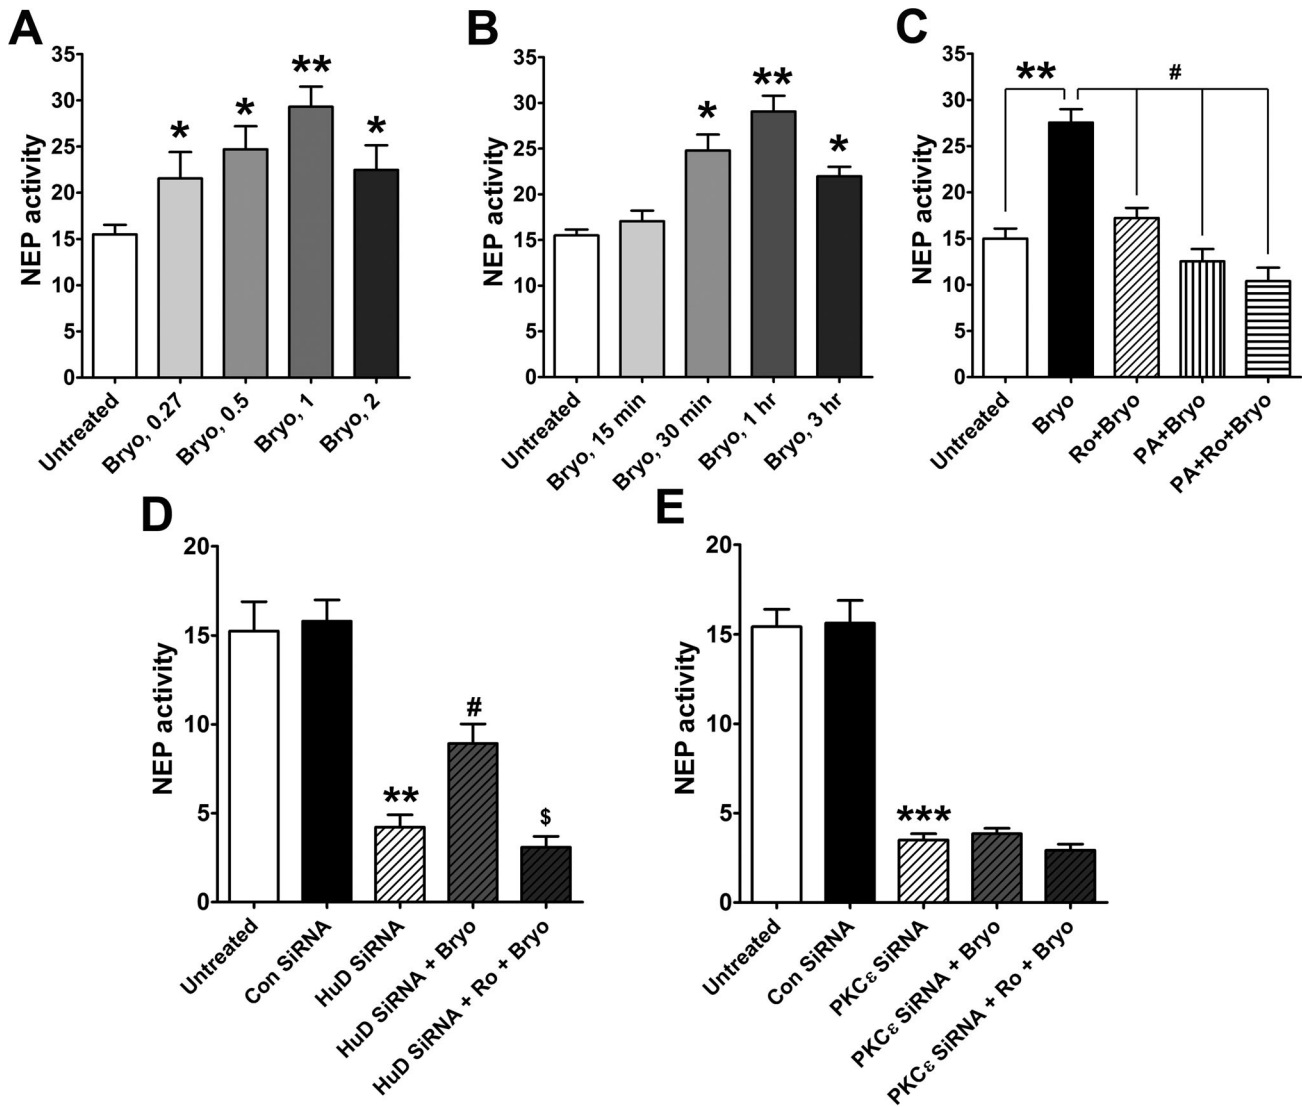 A
NEP activity
35
30
25
20
15
10
5
0
*
*
**
*
Untreated
Bryo, 0.27
Bryo, 0.5
Bryo, 1
Bryo, 2
B
NEP activity
35
30
25
20
15
10
5
0
*
**
*
Untreated
Bryo, 15 min
Bryo, 30 min
Bryo, 1 hr
Bryo, 3 hr
C
NEP activity
35
30
25
20
15
10
5
0
**
#
Untreated
Bryo
Ro+Bryo
PA+Bryo
PA+Ro+Bryo
D
NEP activity
20
15
10
5
0
**
#
$
Untreated
Con SiRNA
HuD SiRNA
HuD SiRNA + Bryo
HuD SiRNA + Ro + Bryo
E
NEP activity
20
15
10
5
0
***
Untreated
Con SiRNA
PKCε SiRNA
PKCε SiRNA + Bryo
PKCε SiRNA + Ro + Bryo